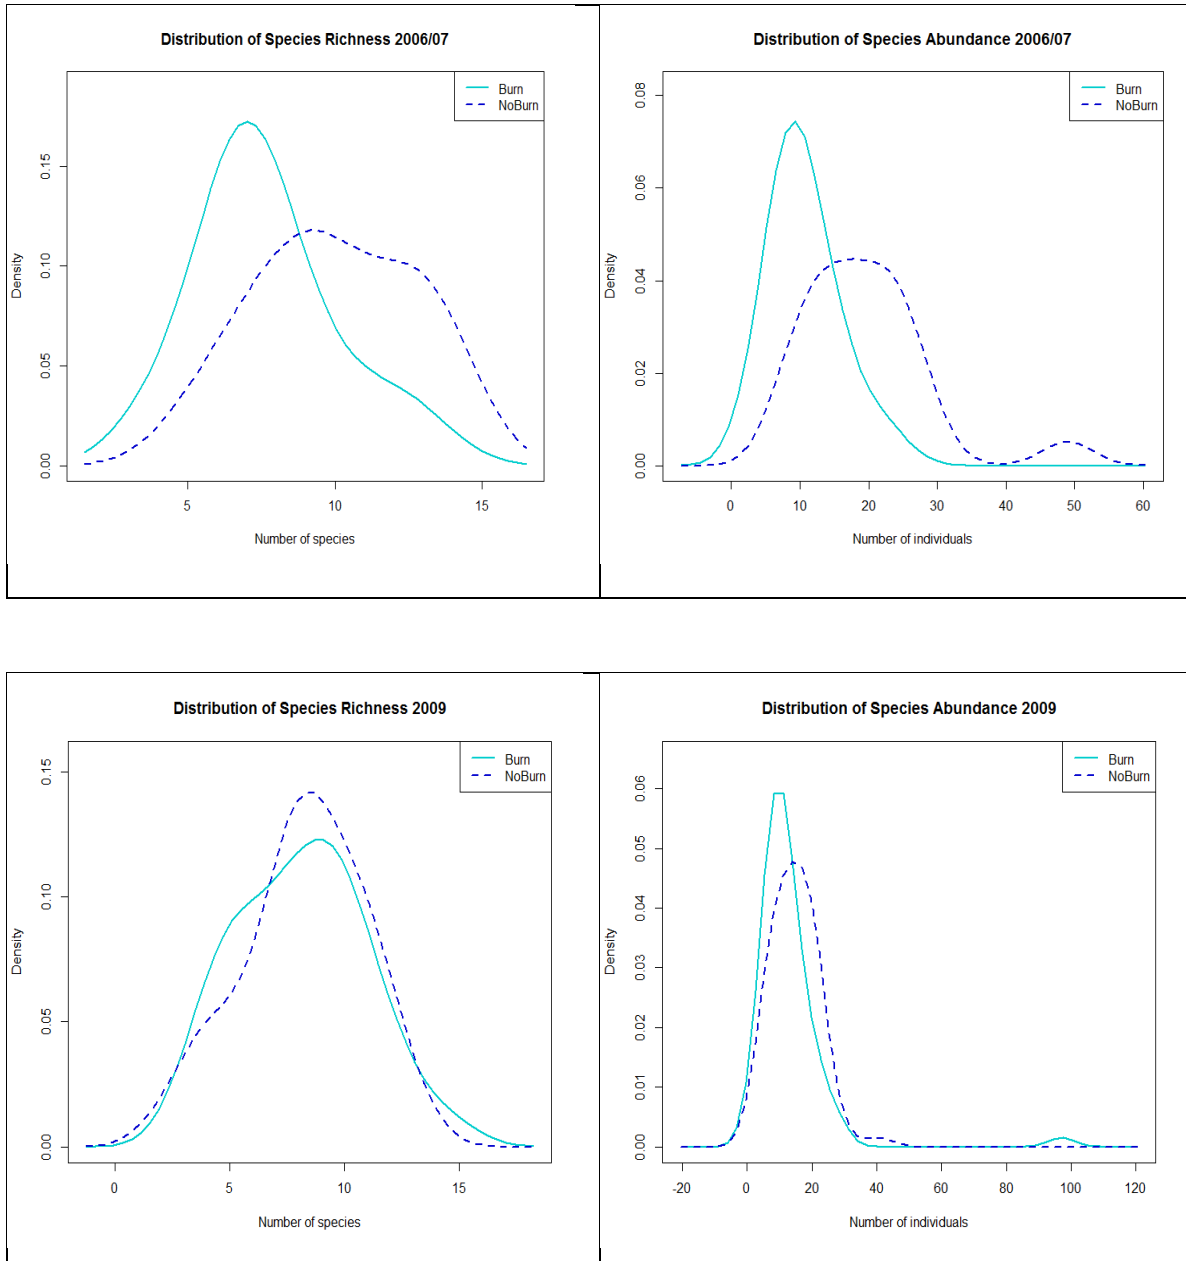 Distribution of Species Richness 2006/07
Burn
NoBurn
0.15
0.10
0.05
0.00
Density
5 10 15
Number of species
Distribution of Species Abundance 2006/07
Burn
NoBurn
0.08
0.06
0.04
0.02
0.00
Density
0 10 20 30 40 50 60
Number of individuals
Distribution of Species Richness 2009
Burn
NoBurn
0.15
0.10
0.05
0.00
Density
0 5 10 15
Number of species
Distribution of Species Abundance 2009
Burn
NoBurn
0.06
0.05
0.04
0.03
0.02
0.01
0.00
Density
-20 0 20 40 60 80 100 120
Number of individuals